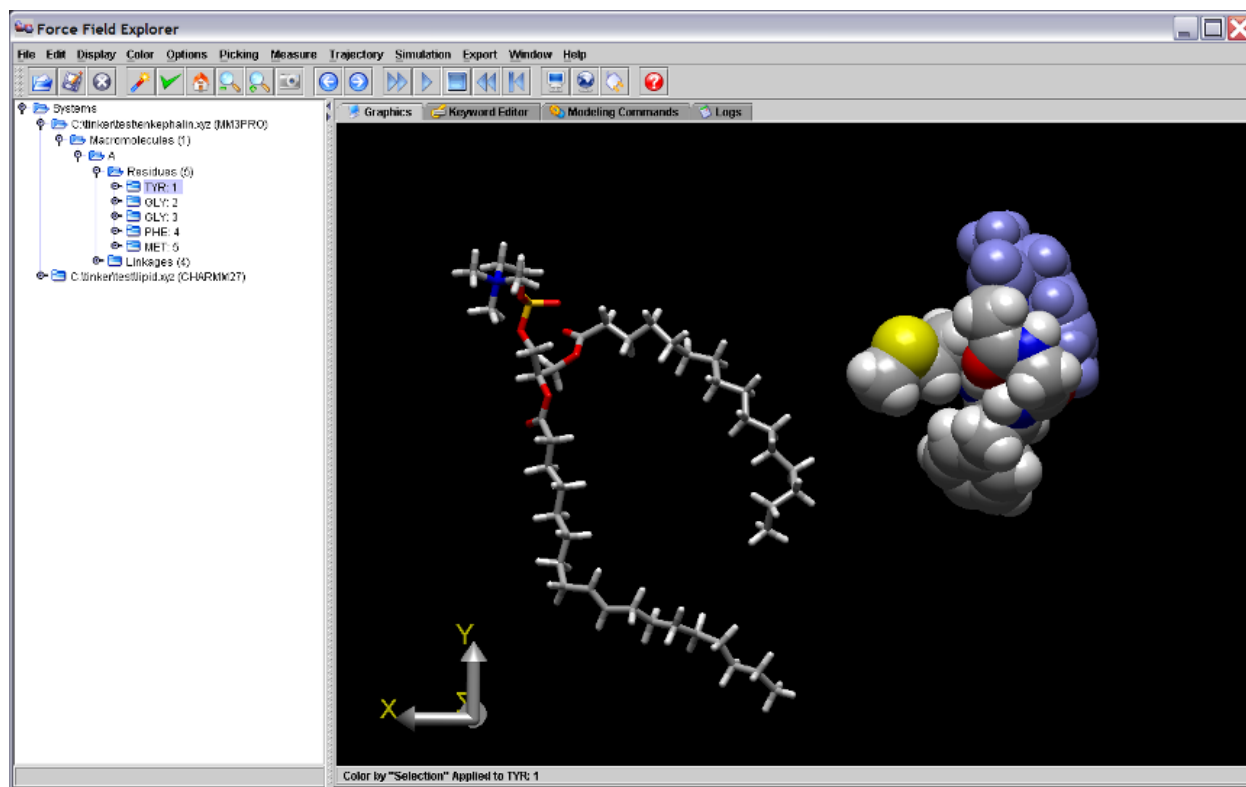 Force Field Explorer
File Edit Display Color Options Picking Measure Trajectory Simulation Export Window Help
Systems
C:\tinker\test\enkephalin.xyz (MM3PRO)
Macromolecules (1)
A
Residues (5)
TYR: 1
GLY: 2
GLY: 3
PHE: 4
MET: 5
Linkages (4)
C:\tinker\test\lipid.xyz (CHARMM27)
Graphics Keyword Editor Modeling Commands Logs
Y
X Z
Color by "Selection" Applied to TYR: 1